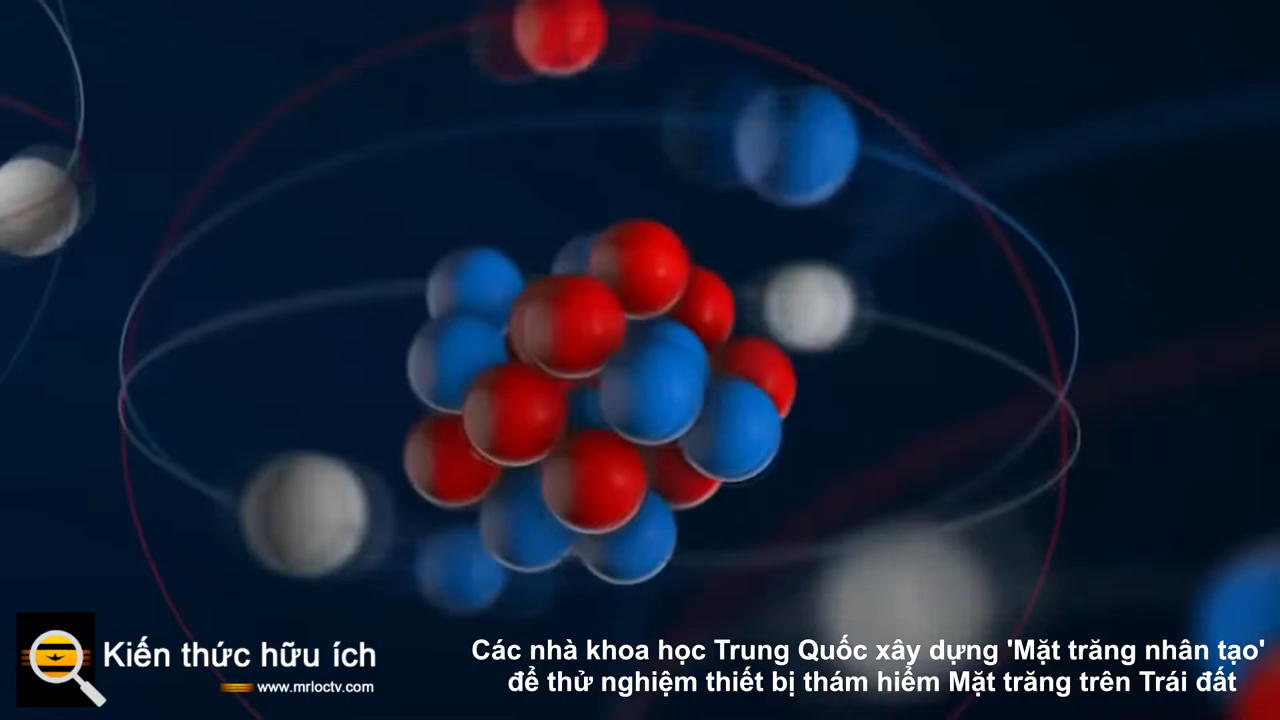 Kiến thức hữu ích
www.mrloctv.com
Các nhà khoa học Trung Quốc xây dựng 'Mặt trăng nhân tạo'
để thử nghiệm thiết bị thám hiểm Mặt trăng trên Trái đất